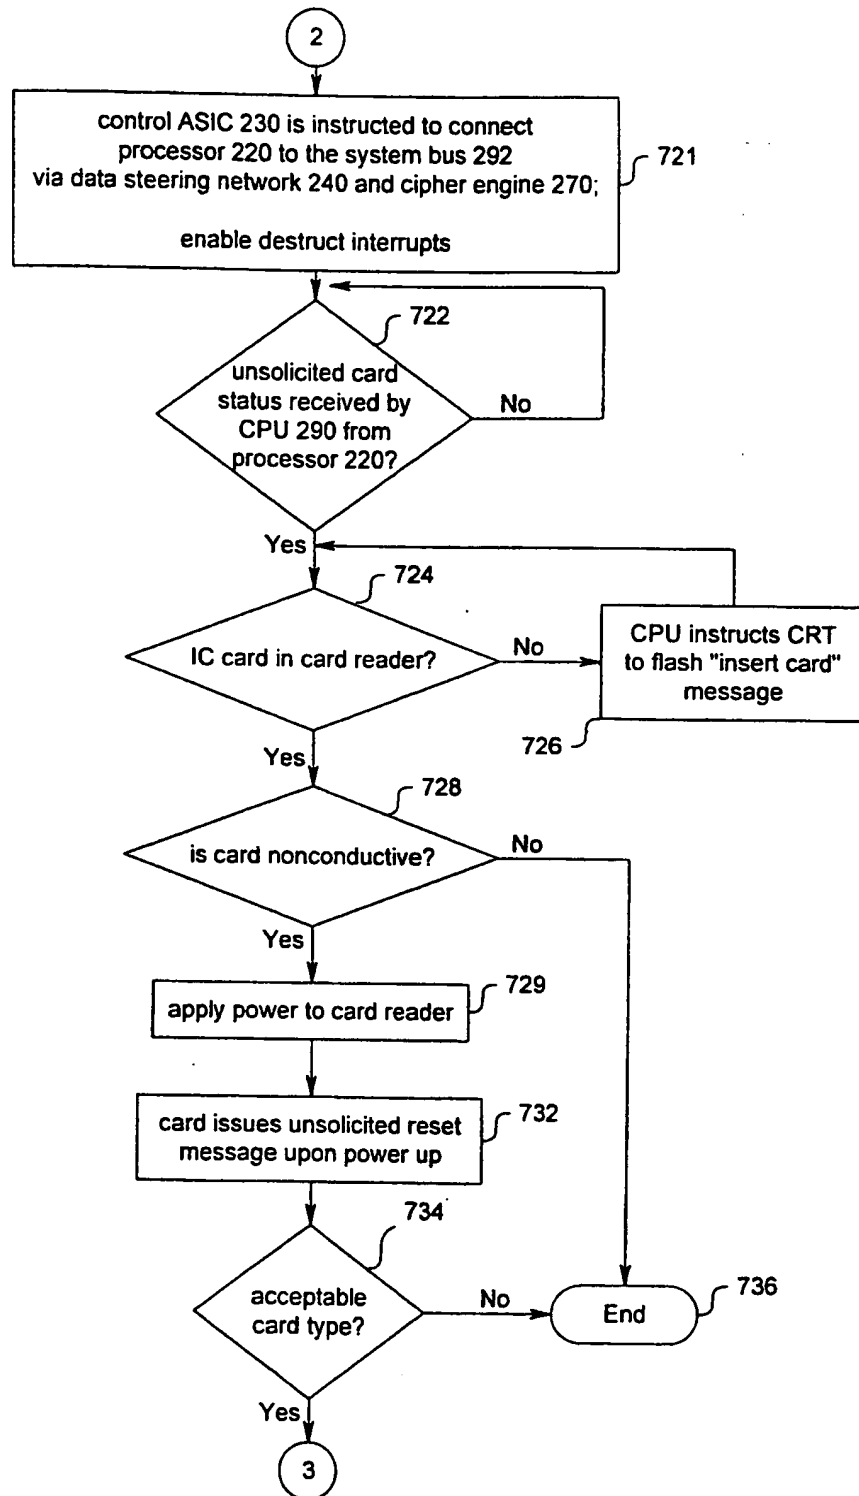 2
control ASIC 230 is instructed to connect
processor 220 to the system bus 292
via data steering network 240 and cipher engine 270;
enable destruct interrupts
721
722
unsolicited card
status received by
CPU 290 from
processor 220?
No
Yes
724
IC card in card reader?
No
CPU instructs CRT
to flash "insert card"
message
726
Yes
728
is card nonconductive?
No
Yes
729
apply power to card reader
732
card issues unsolicited reset
message upon power up
734
acceptable
card type?
No
End
736
Yes
3